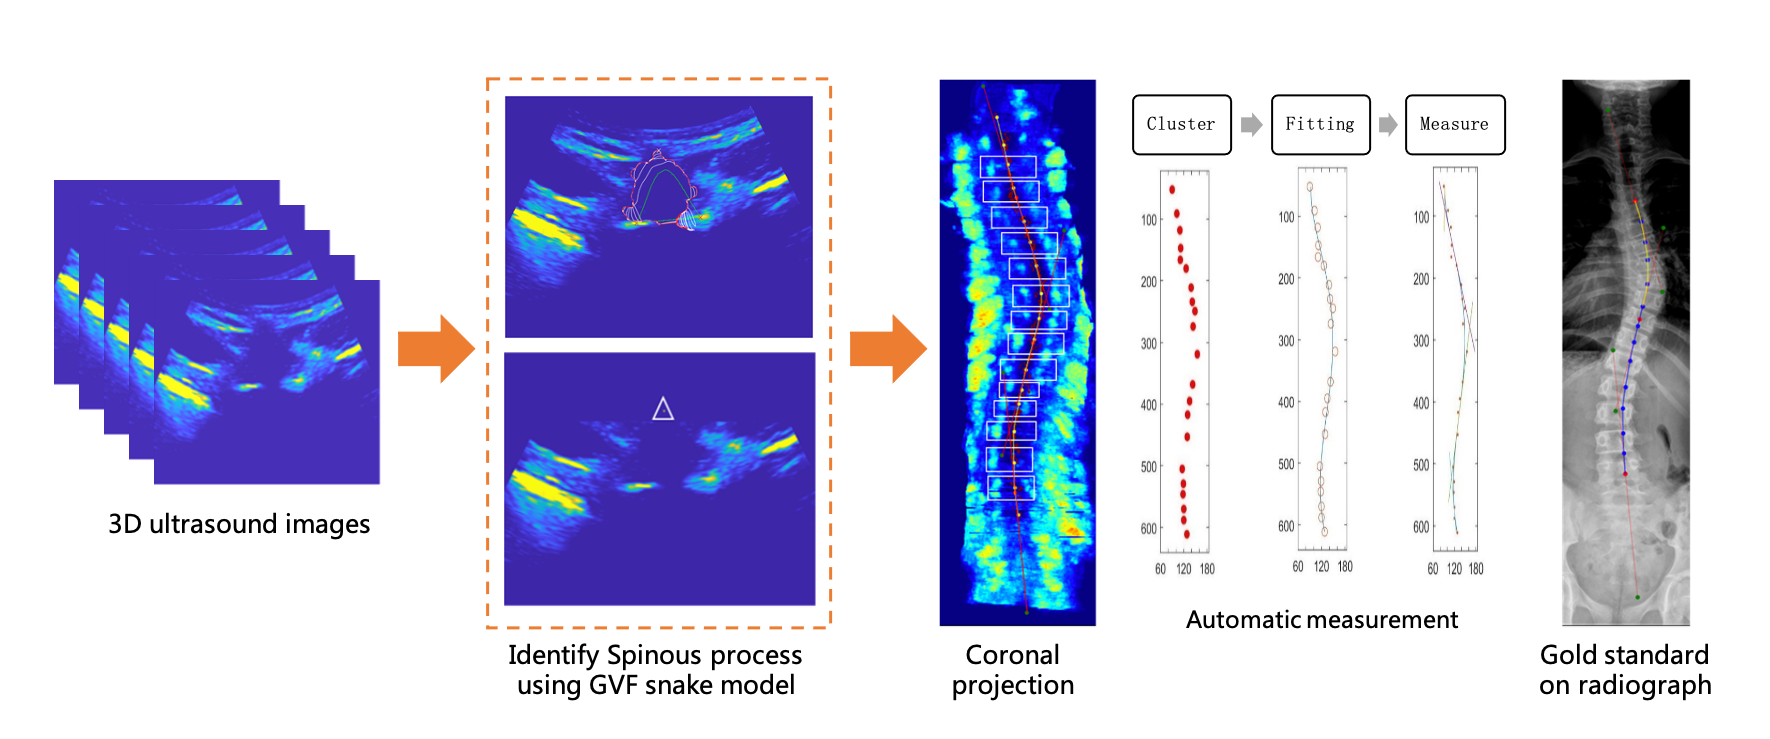 3D ultrasound images
Identify Spinous process
using GVF snake model
Coronal
projection
Cluster
Fitting
Measure
100
200
300
400
500
600
60 120 180
100
200
300
400
500
600
60 120 180
100
200
300
400
500
600
60 120 180
Automatic measurement
Gold standard
on radiograph